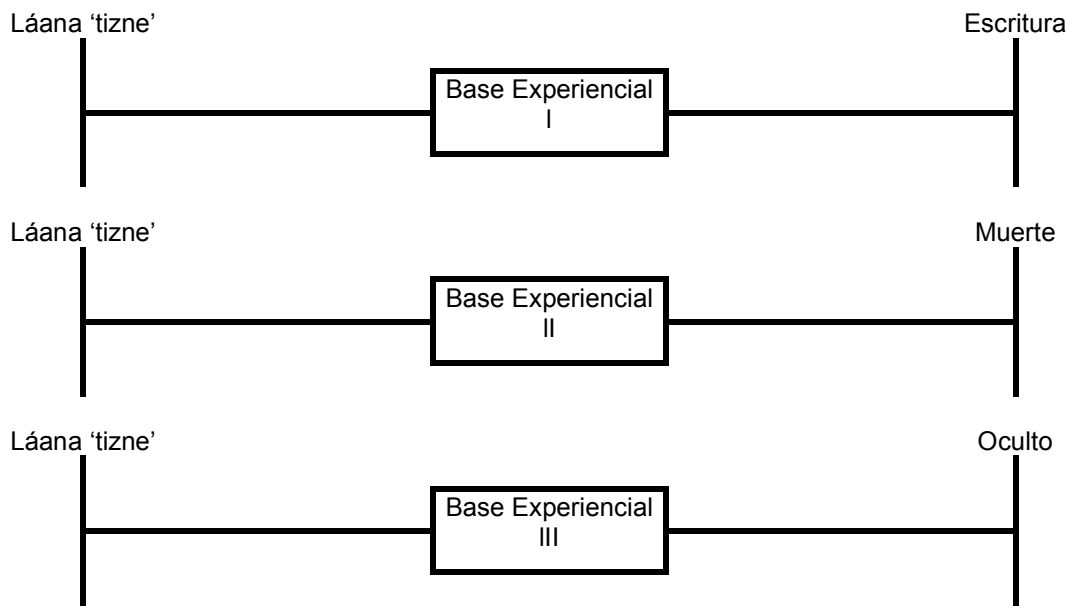 Láana ‘tizne’
Escritura
Base Experiencial
I
Láana ‘tizne’
Muerte
Base Experiencial
II
Láana ‘tizne’
Oculto
Base Experiencial
III